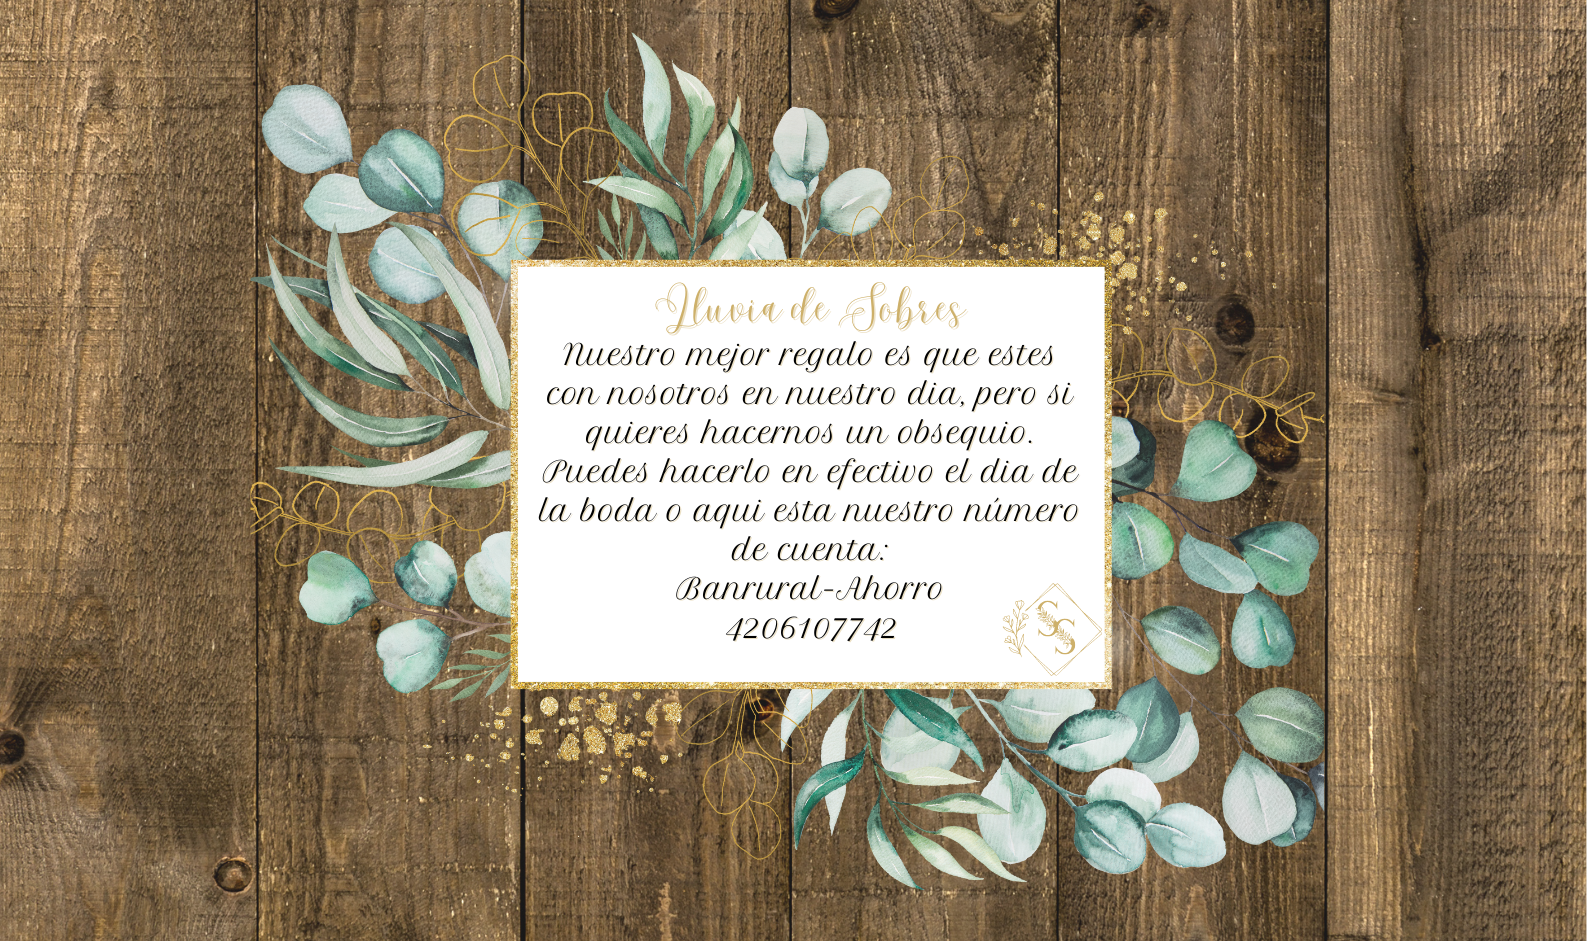 Lluvia de Sobres
Nuestro mejor regalo es que estes
con nosotros en nuestro dia, pero si
quieres hacernos un obsequio.
Puedes hacerlo en efectivo el dia de
la boda o aqui esta nuestro número
de cuenta:
Banrural-Ahorro
4206107742
S
S